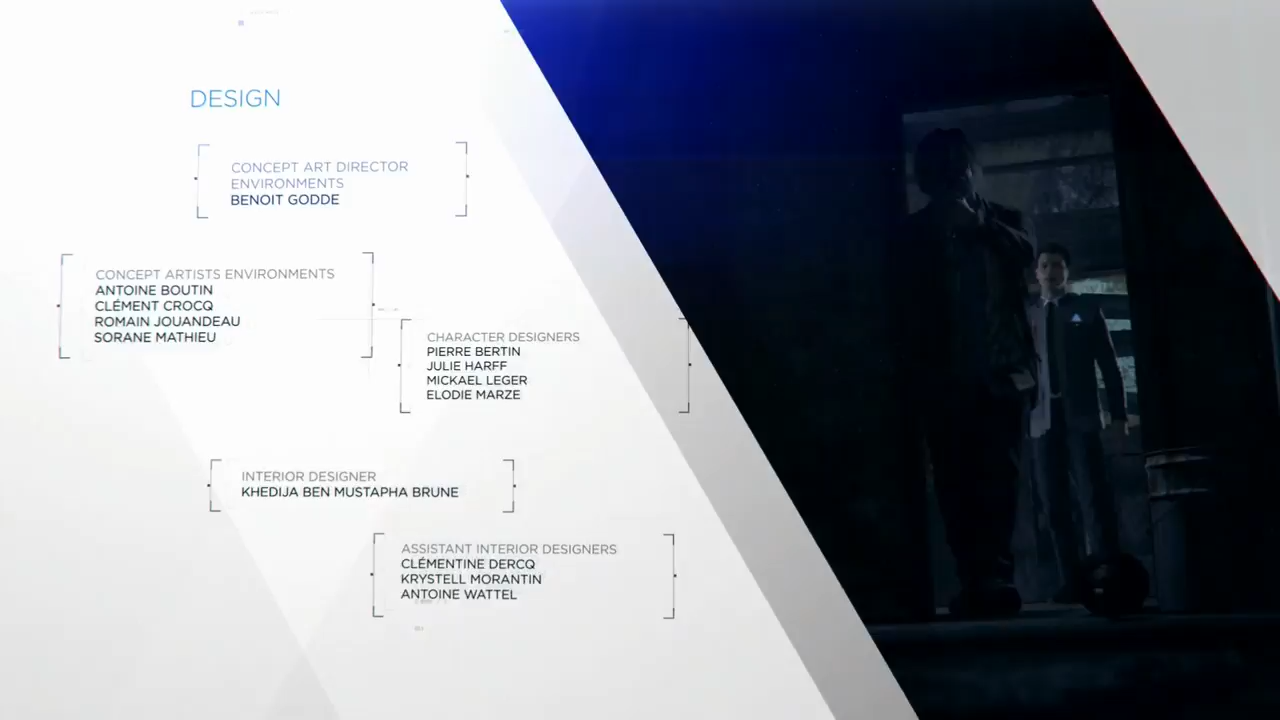 DESIGN
CONCEPT ART DIRECTOR
ENVIRONMENTS
BENOIT GODDE
CONCEPT ARTISTS ENVIRONMENTS
ANTOINE BOUTIN
CLÉMENT CROCQ
ROMAIN JOUANDEAU
SORANE MATHIEU
CHARACTER DESIGNERS
PIERRE BERTIN
JULIE HARFF
MICKAEL LEGER
ELODIE MARZE
INTERIOR DESIGNER
KHEDIJA BEN MUSTAPHA BRUNE
ASSISTANT INTERIOR DESIGNERS
CLÉMENTINE DERCQ
KRYSTELL MORANTIN
ANTOINE WATTEL